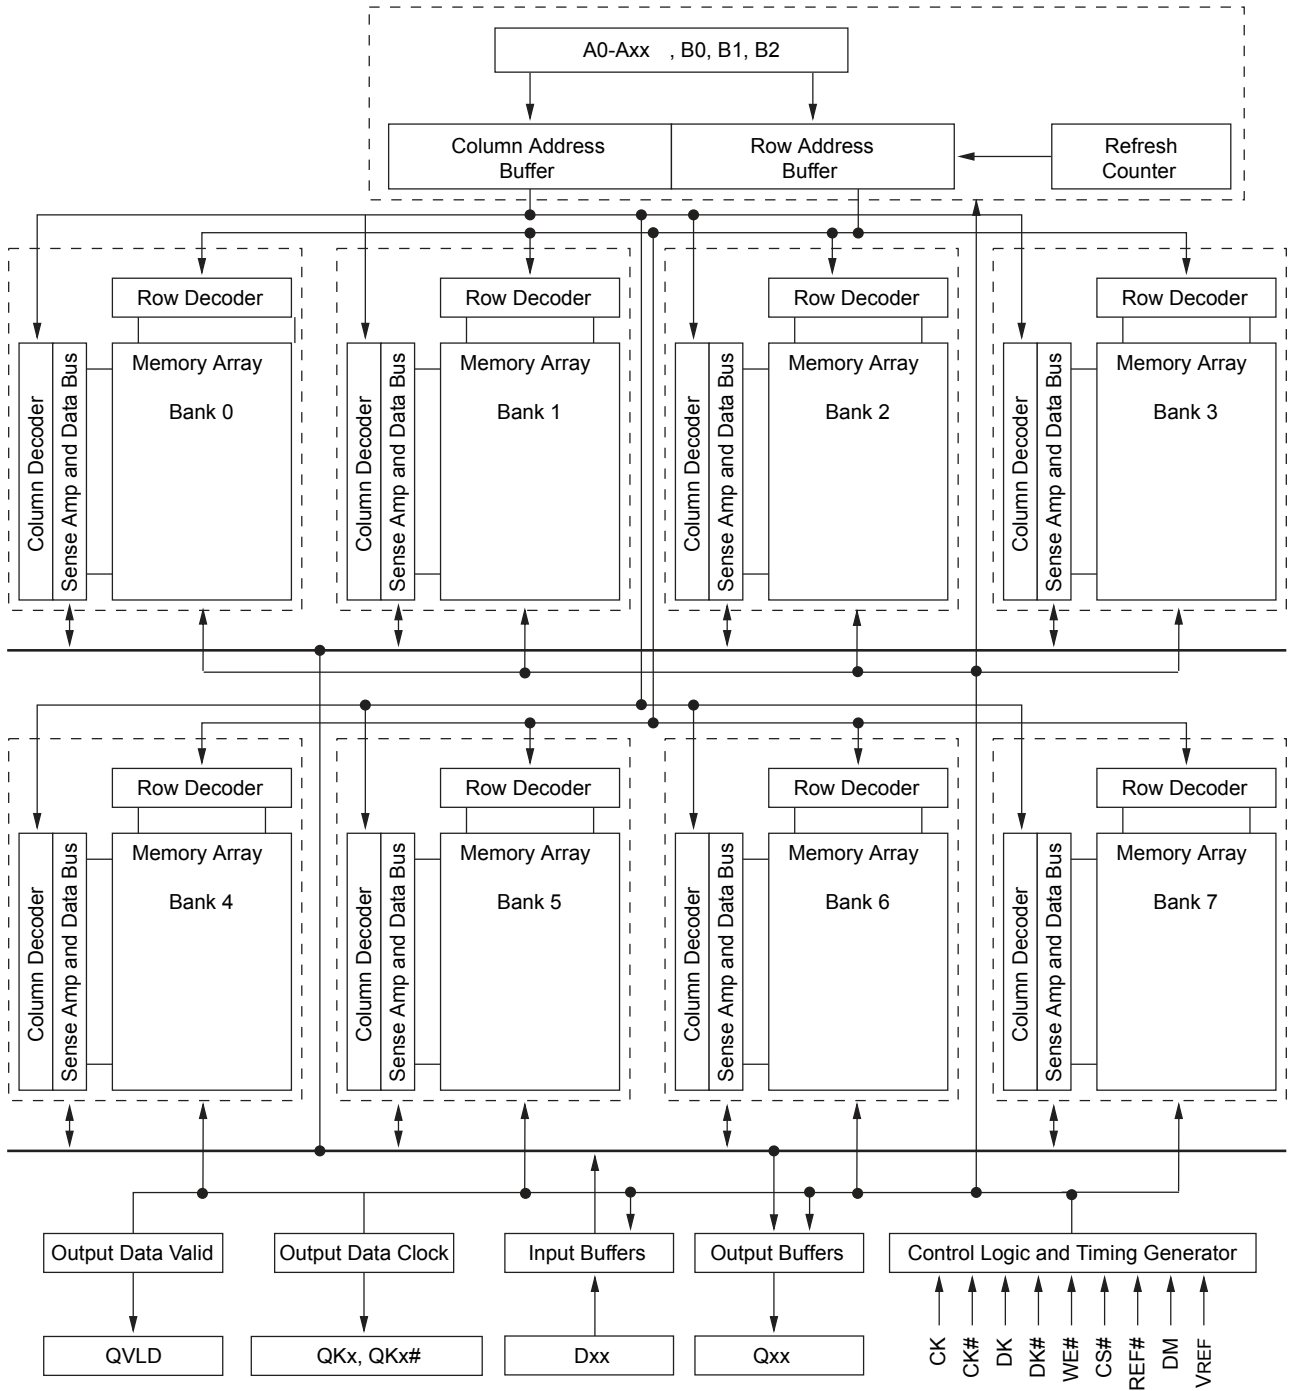 A0-Axx , B0, B1, B2
Column Address
Buffer
Row Address
Buffer
Refresh
Counter
Row Decoder
Row Decoder
Row Decoder
Row Decoder
Column Decoder
Sense Amp and Data Bus
Memory Array
Bank 0
Column Decoder
Sense Amp and Data Bus
Memory Array
Bank 1
Column Decoder
Sense Amp and Data Bus
Memory Array
Bank 2
Column Decoder
Sense Amp and Data Bus
Memory Array
Bank 3
Row Decoder
Row Decoder
Row Decoder
Row Decoder
Column Decoder
Sense Amp and Data Bus
Memory Array
Bank 4
Column Decoder
Sense Amp and Data Bus
Memory Array
Bank 5
Column Decoder
Sense Amp and Data Bus
Memory Array
Bank 6
Column Decoder
Sense Amp and Data Bus
Memory Array
Bank 7
Output Data Valid
Output Data Clock
Input Buffers
Output Buffers
Control Logic and Timing Generator
QVLD
QKx, QKx#
Dxx
Qxx
CK
CK#
DK
DK#
WE#
CS#
REF#
DM
VREF